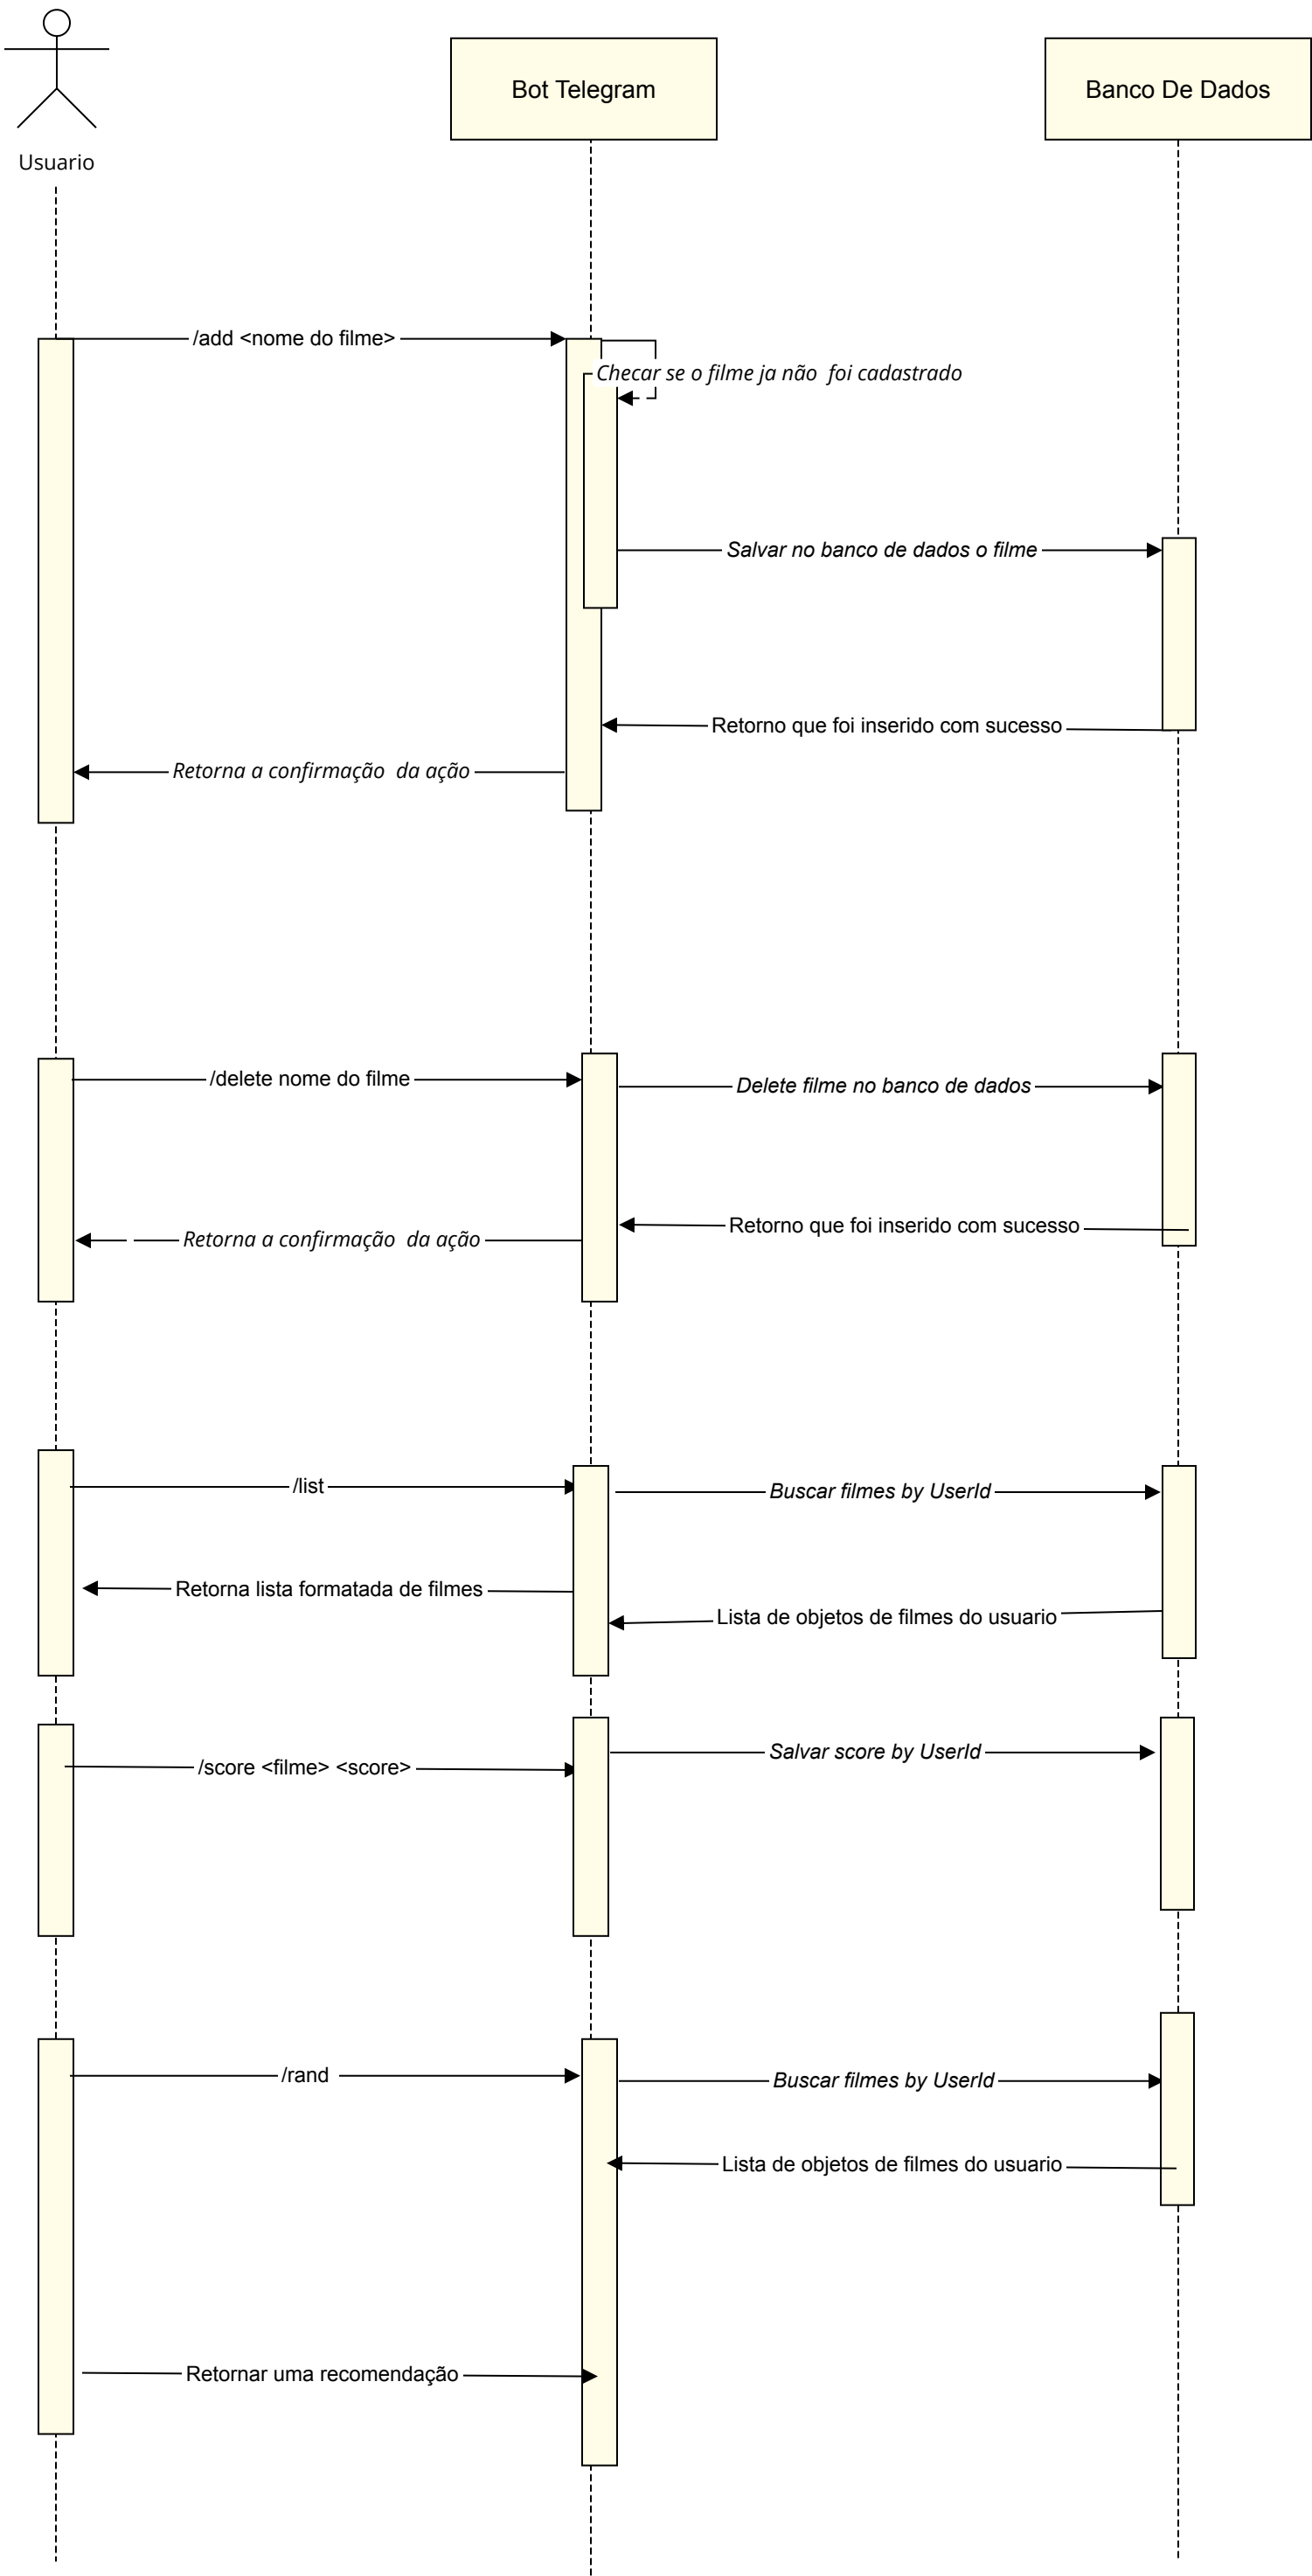 Usuario
Bot Telegram
Banco De Dados
/add <nome do filme>
Checar se o filme ja não foi cadastrado
Salvar no banco de dados o filme
Retorno que foi inserido com sucesso
Retorna a confirmação da ação
/delete nome do filme
Delete filme no banco de dados
Retorno que foi inserido com sucesso
Retorna a confirmação da ação
/list
Buscar filmes by UserId
Retorna lista formatada de filmes
Lista de objetos de filmes do usuario
/score <filme> <score>
Salvar score by UserId
/rand
Buscar filmes by UserId
Lista de objetos de filmes do usuario
Retornar uma recomendação